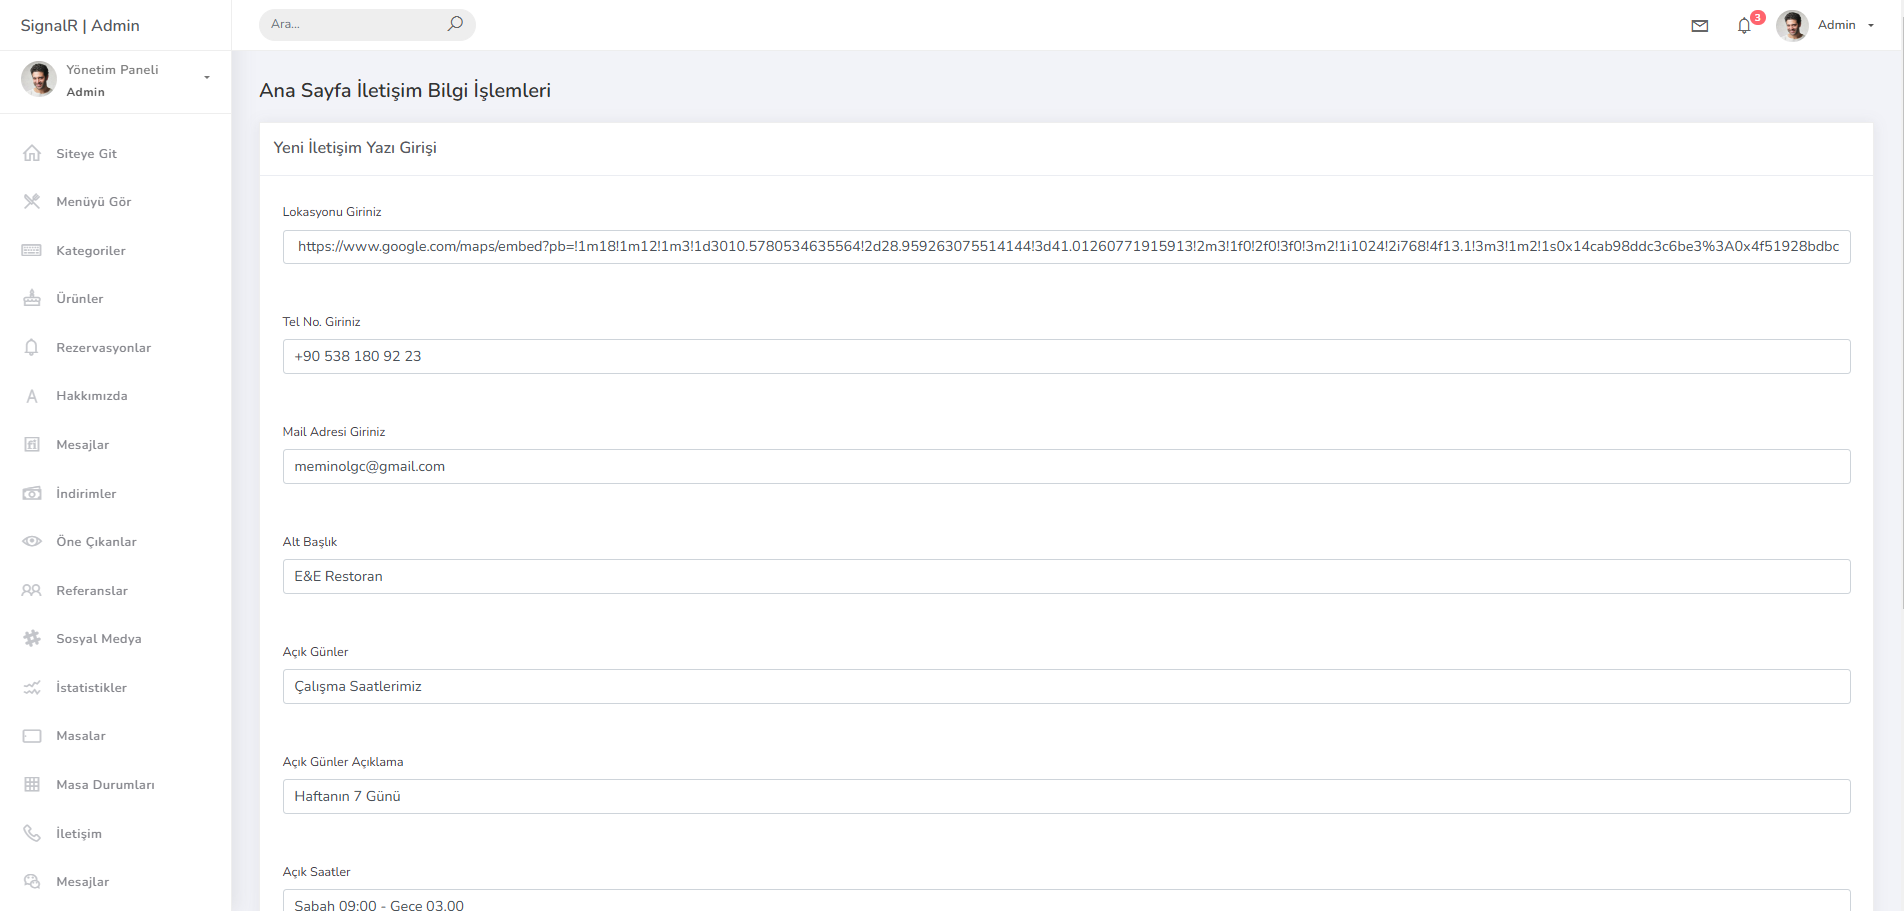 SignalR | Admin
Ara...
3
Admin
Yönetim Paneli
Admin
Siteye Git
Menüyü Gör
Kategoriler
Ürünler
Rezervasyonlar
Hakkımızda
Mesajlar
İndirimler
Öne Çıkanlar
Referanslar
Sosyal Medya
İstatistikler
Masalar
Masa Durumları
İletişim
Mesajlar
Ana Sayfa İletişim Bilgi İşlemleri
Yeni İletişim Yazı Girişi
Lokasyonu Giriniz
https://www.google.com/maps/embed?pb=!1m18!1m12!1m3!1d3010.5780534635564!2d28.959263075514144!3d41.01260771915913!2m3!1f0!2f0!3f0!3m2!1i1024!2i768!4f13.1!3m3!1m2!1s0x14cab98ddc3c6be3%3A0x4f51928bdbc
Tel No. Giriniz
+90 538 180 92 23
Mail Adresi Giriniz
meminolgc@gmail.com
Alt Başlık
E&E Restoran
Açık Günler
Çalışma Saatlerimiz
Açık Günler Açıklama
Haftanın 7 Günü
Açık Saatler
Sabah 09:00 - Gece 03.00